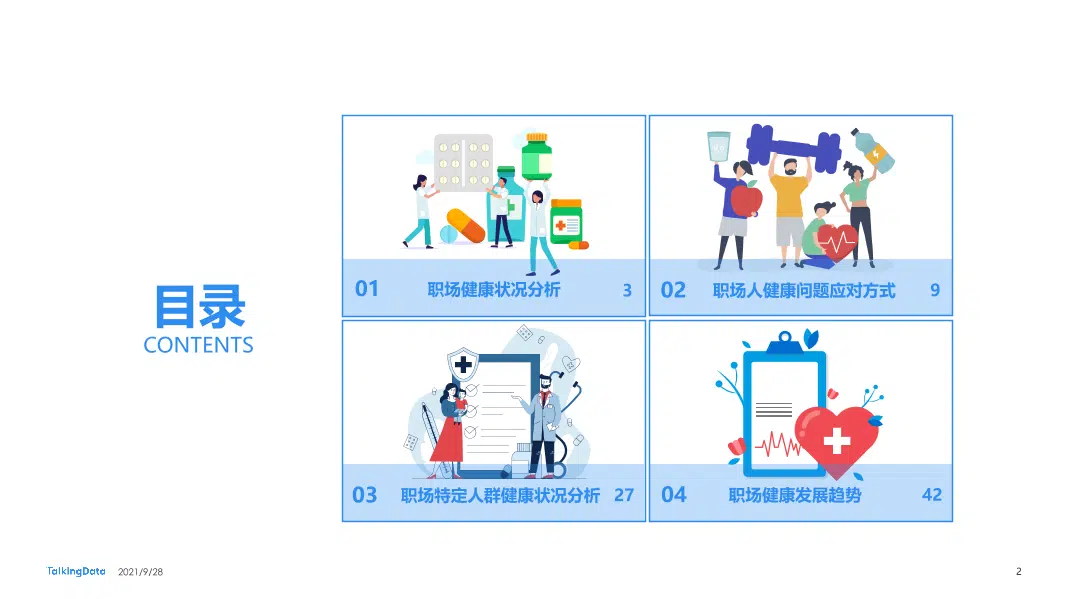 目录
CONTENTS
01 职场健康状况分析 3
02 职场人健康问题应对方式 9
03 职场特定人群健康状况分析 27
04 职场健康发展趋势 42
TalkingData 2021/9/28 2